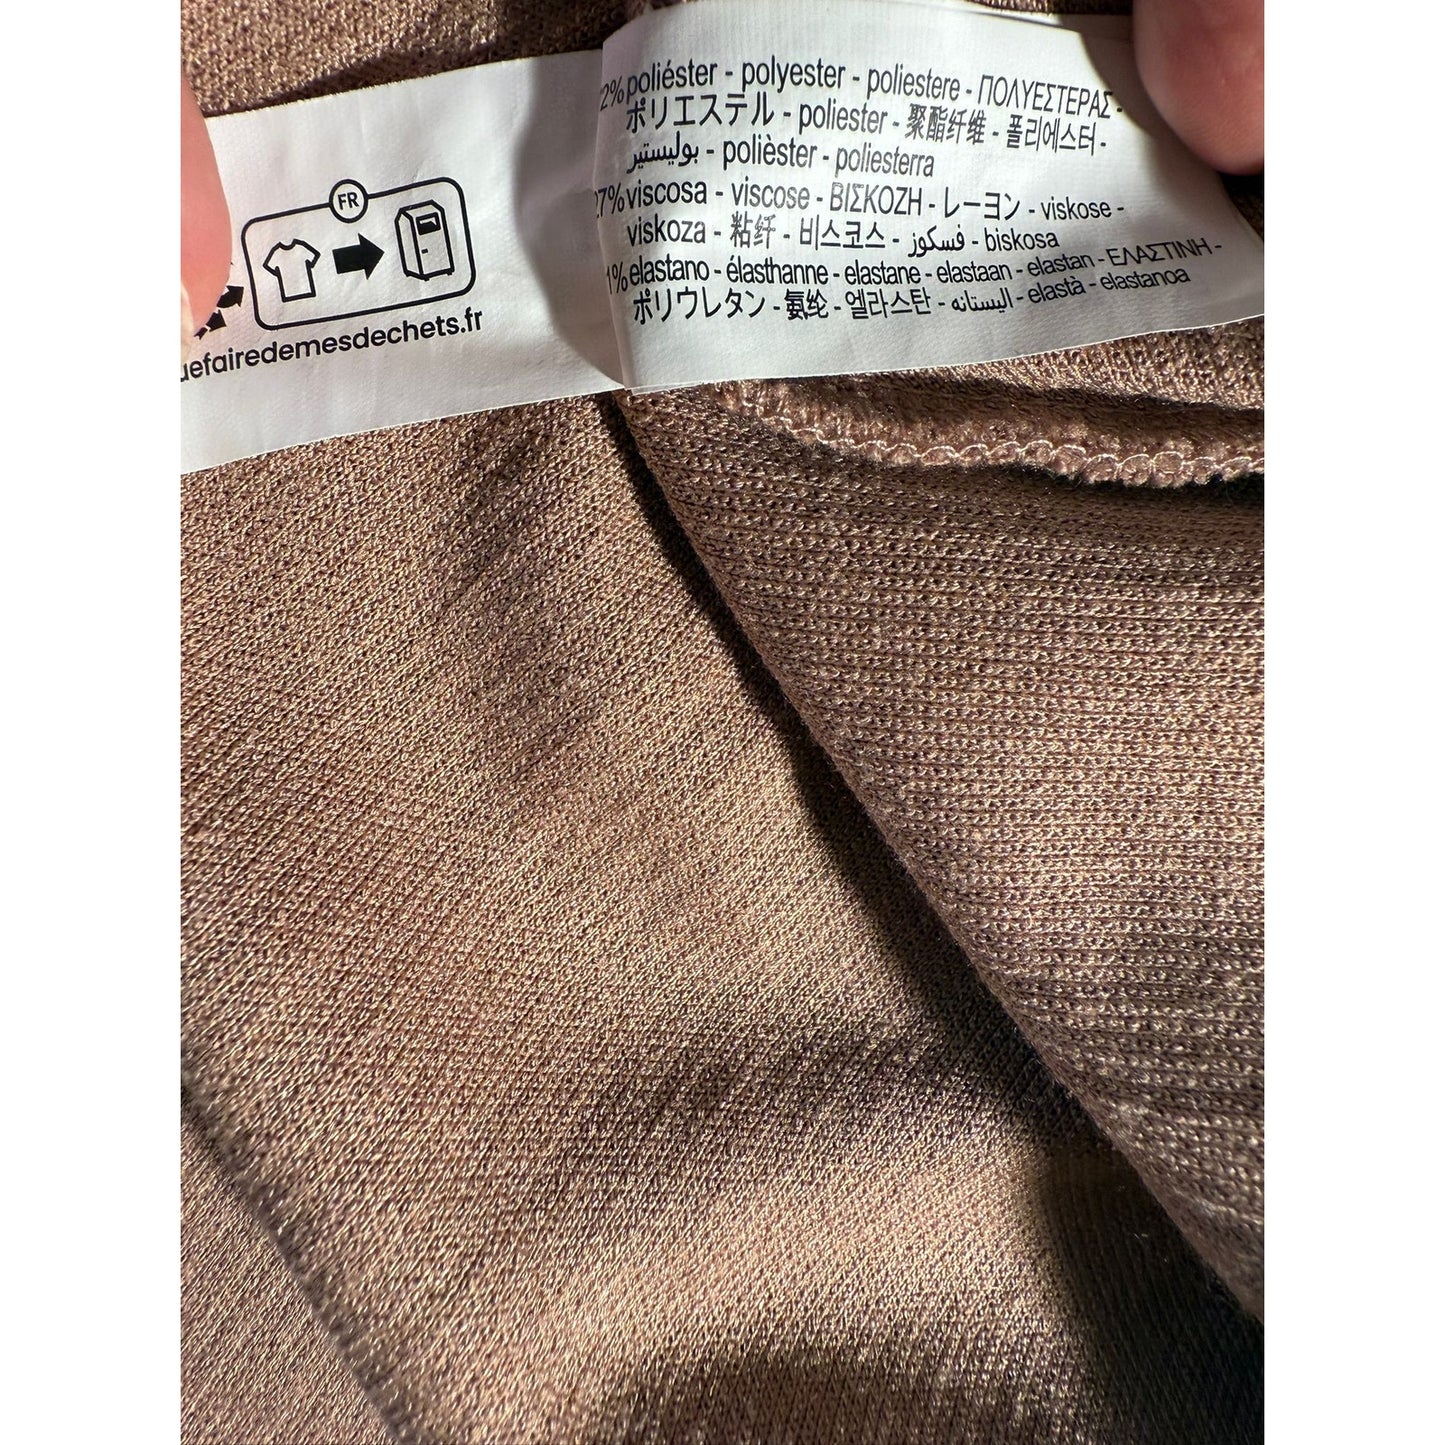 FR
uefairedemesdechets.fr
2% poliéster - polyester - poliestere - ΠΟΛΥΕΣΤΕΡΑΣ -
ポリエステル - poliester - 聚酯纤维 - 폴리에스터 -
بوليستير - polièster - poliesterra
27% viscosa - viscose - ΒΙΣΚΟΖΗ - レーヨン - viskose -
viskoza - 粘纤 - 비스코스 - فسكوز - biskosa
1% elastano - élasthanne - elastane - elastaan - elastan - ΕΛΑΣΤΙΝΗ -
ポリウレタン - 氨纶 - 엘라스탄 - اليستانه - elastà - elastanoa